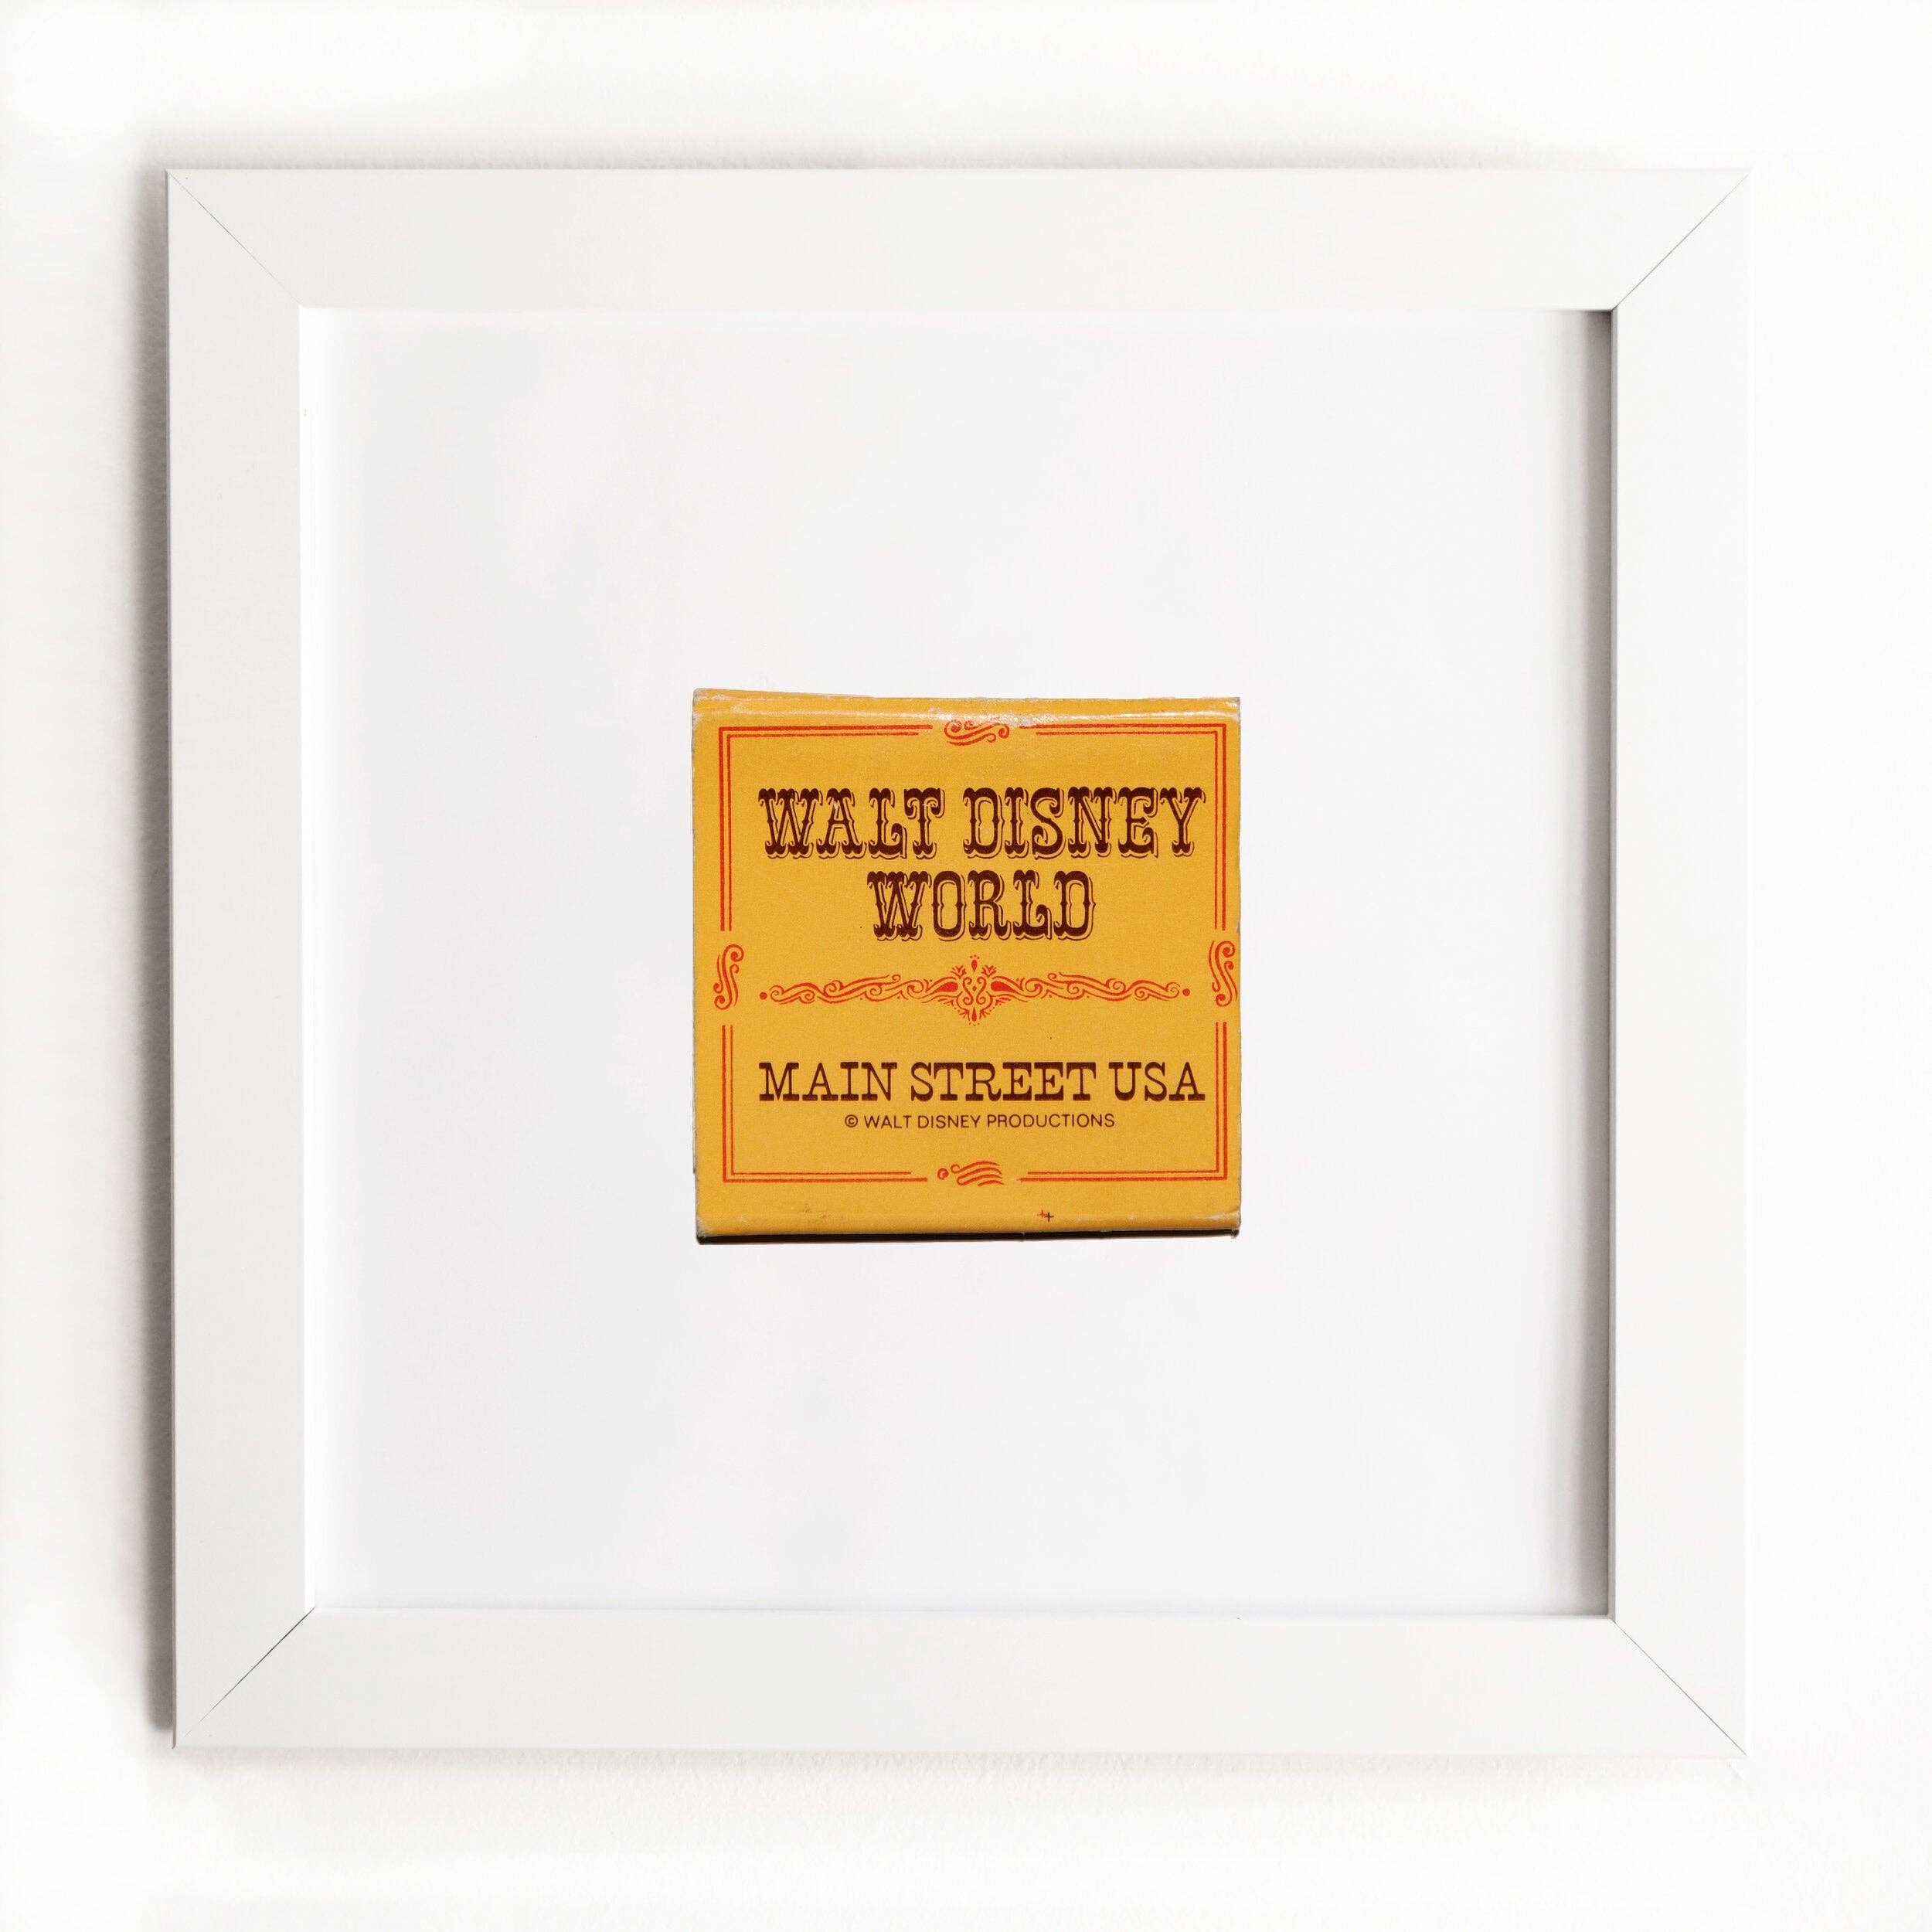 WALT DISNEY
WORLD
MAIN STREET USA
© WALT DISNEY PRODUCTIONS